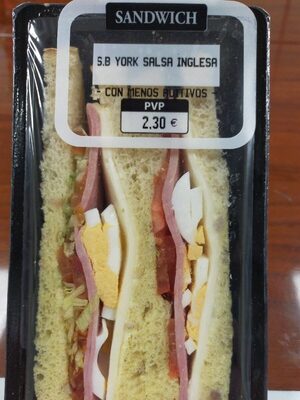 SANDWICH
S.B YORK SALSA INGLESA
- CON MENOS ADITIVOS -
PVP
2,30 €